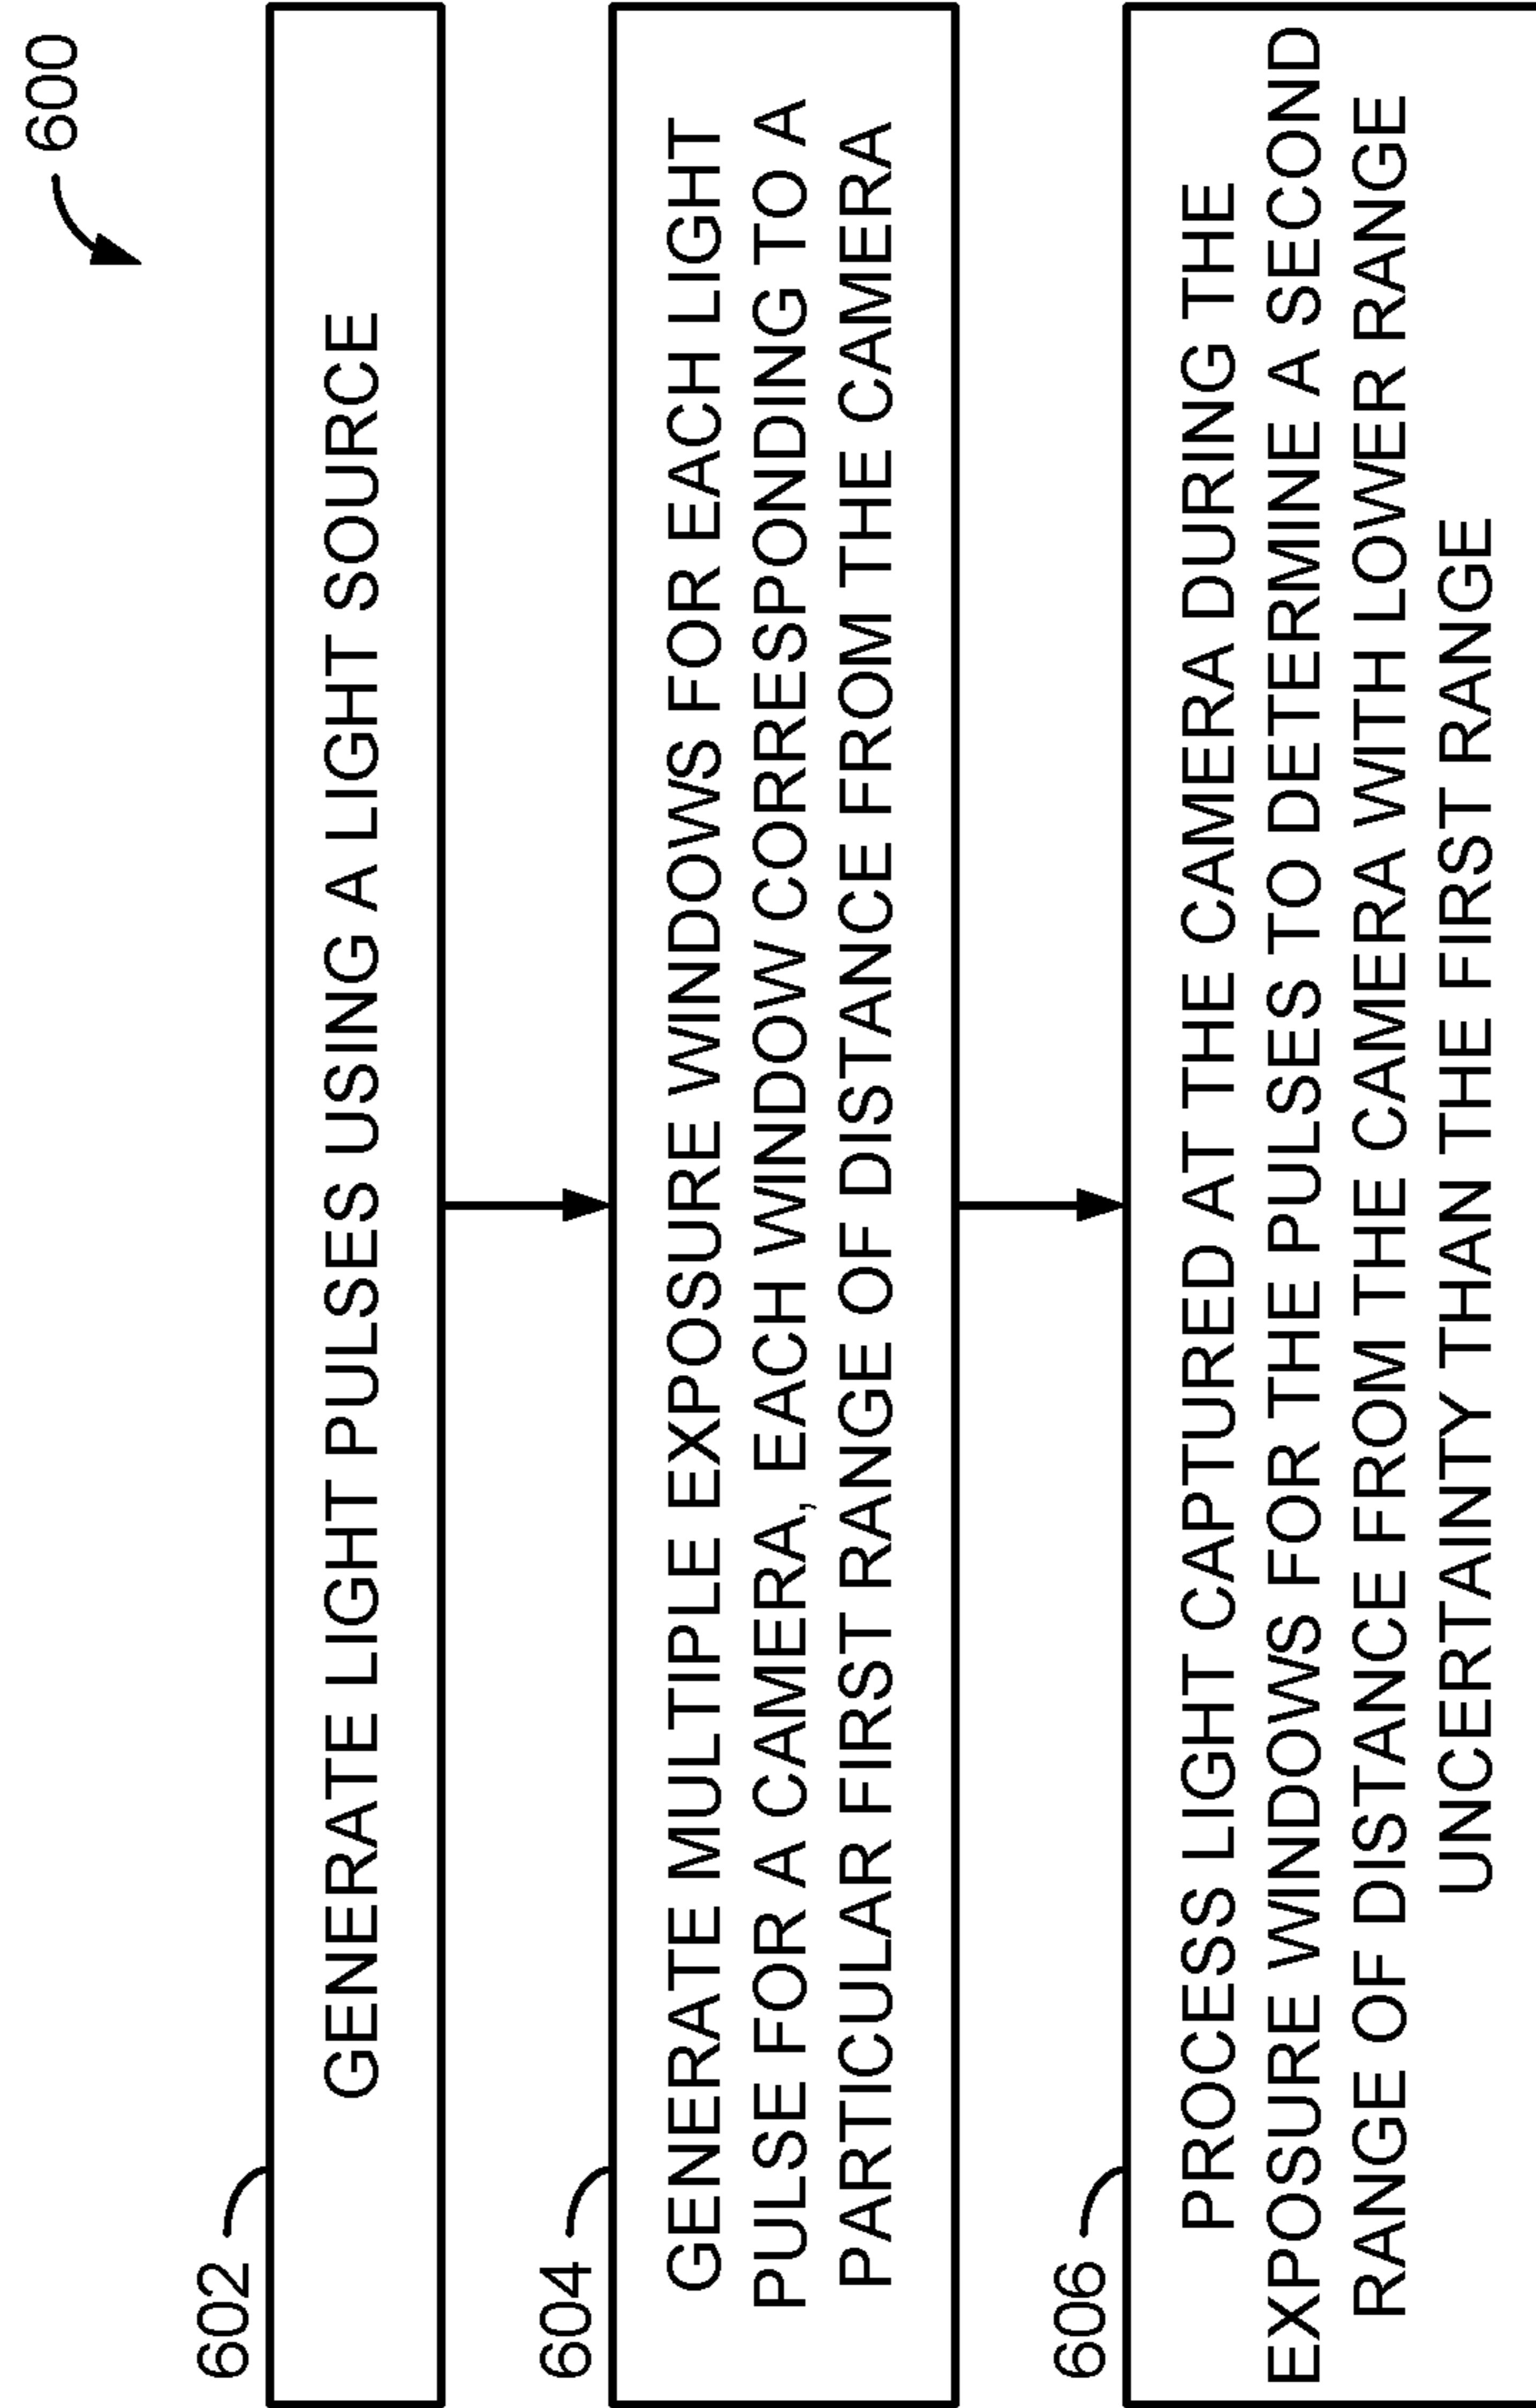 600
602
GENERATE LIGHT PULSES USING A LIGHT SOURCE
604
GENERATE MULTIPLE EXPOSURE WINDOWS FOR EACH LIGHT
PULSE FOR A CAMERA, EACH WINDOW CORRESPONDING TO A
PARTICULAR FIRST RANGE OF DISTANCE FROM THE CAMERA
606
PROCESS LIGHT CAPTURED AT THE CAMERA DURING THE
EXPOSURE WINDOWS FOR THE PULSES TO DETERMINE A SECOND
RANGE OF DISTANCE FROM THE CAMERA WITH LOWER RANGE
UNCERTAINTY THAN THE FIRST RANGE